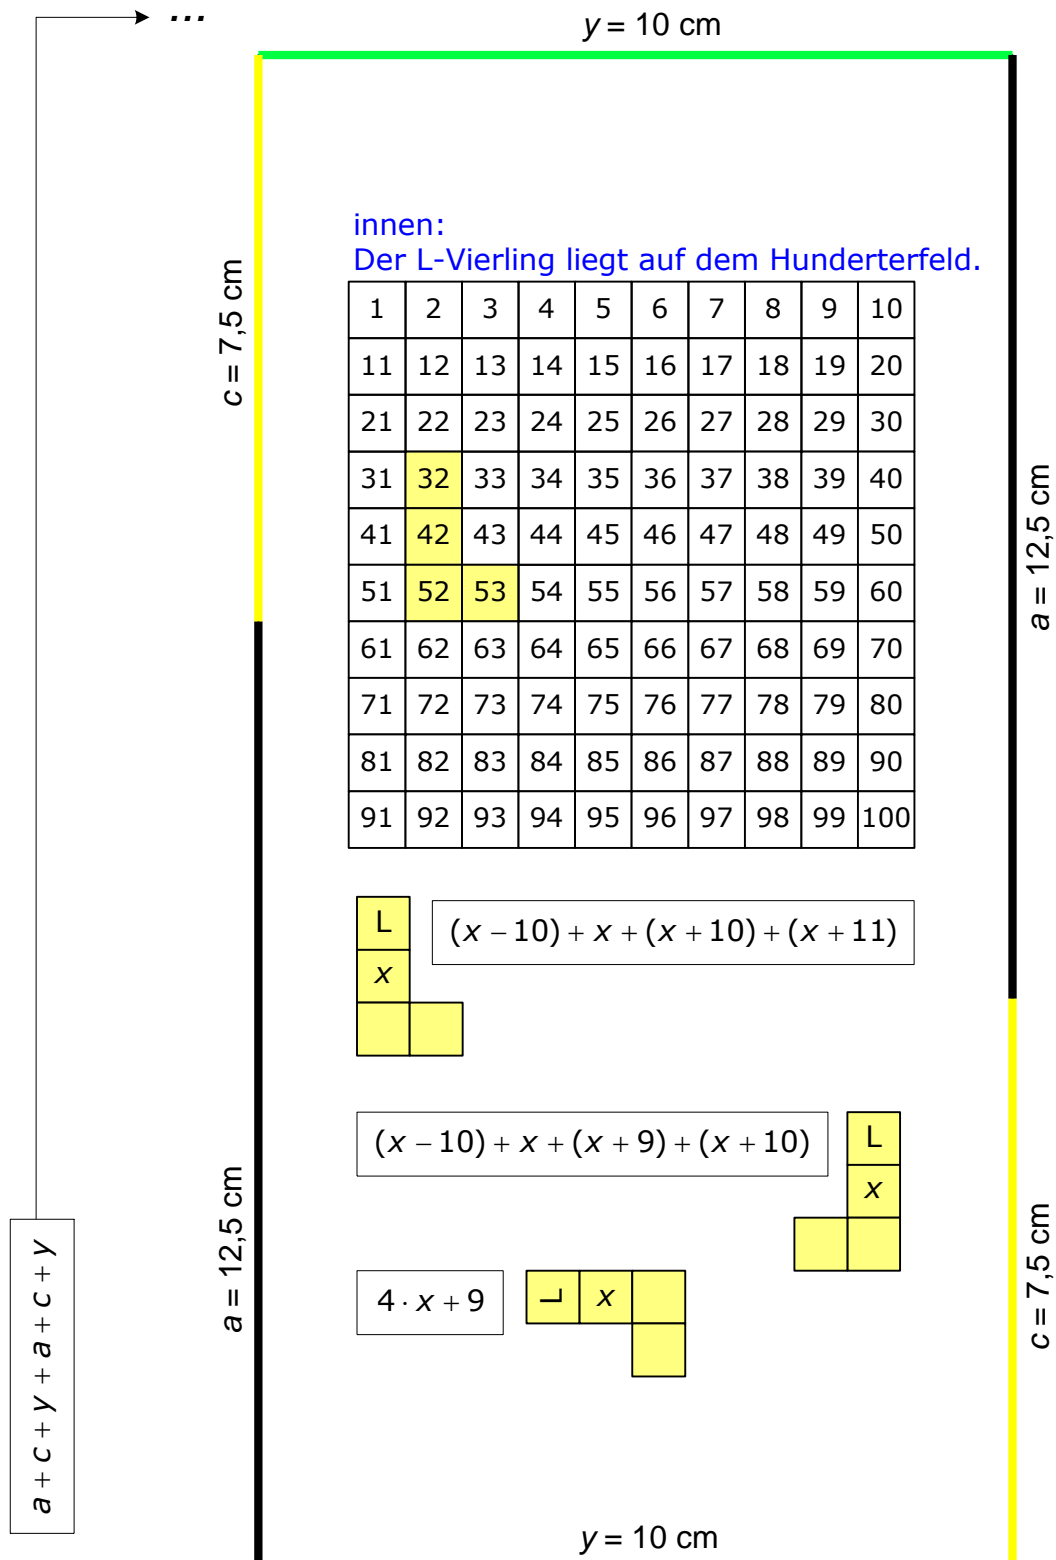 ...
y = 10 cm
innen:
Der L-Vierling liegt auf dem Hunderterfeld.
c = 7,5 cm
1 2 3 4 5 6 7 8 9 10
11 12 13 14 15 16 17 18 19 20
21 22 23 24 25 26 27 28 29 30
31 32 33 34 35 36 37 38 39 40
41 42 43 44 45 46 47 48 49 50
51 52 53 54 55 56 57 58 59 60
61 62 63 64 65 66 67 68 69 70
71 72 73 74 75 76 77 78 79 80
81 82 83 84 85 86 87 88 89 90
91 92 93 94 95 96 97 98 99 100
a = 12,5 cm
L
x
(x − 10) + x + (x + 10) + (x + 11)
(x − 10) + x + (x + 9) + (x + 10)
L
x
a = 12,5 cm
c = 7,5 cm
4 · x + 9
L x
a + c + y + a + c + y
y = 10 cm